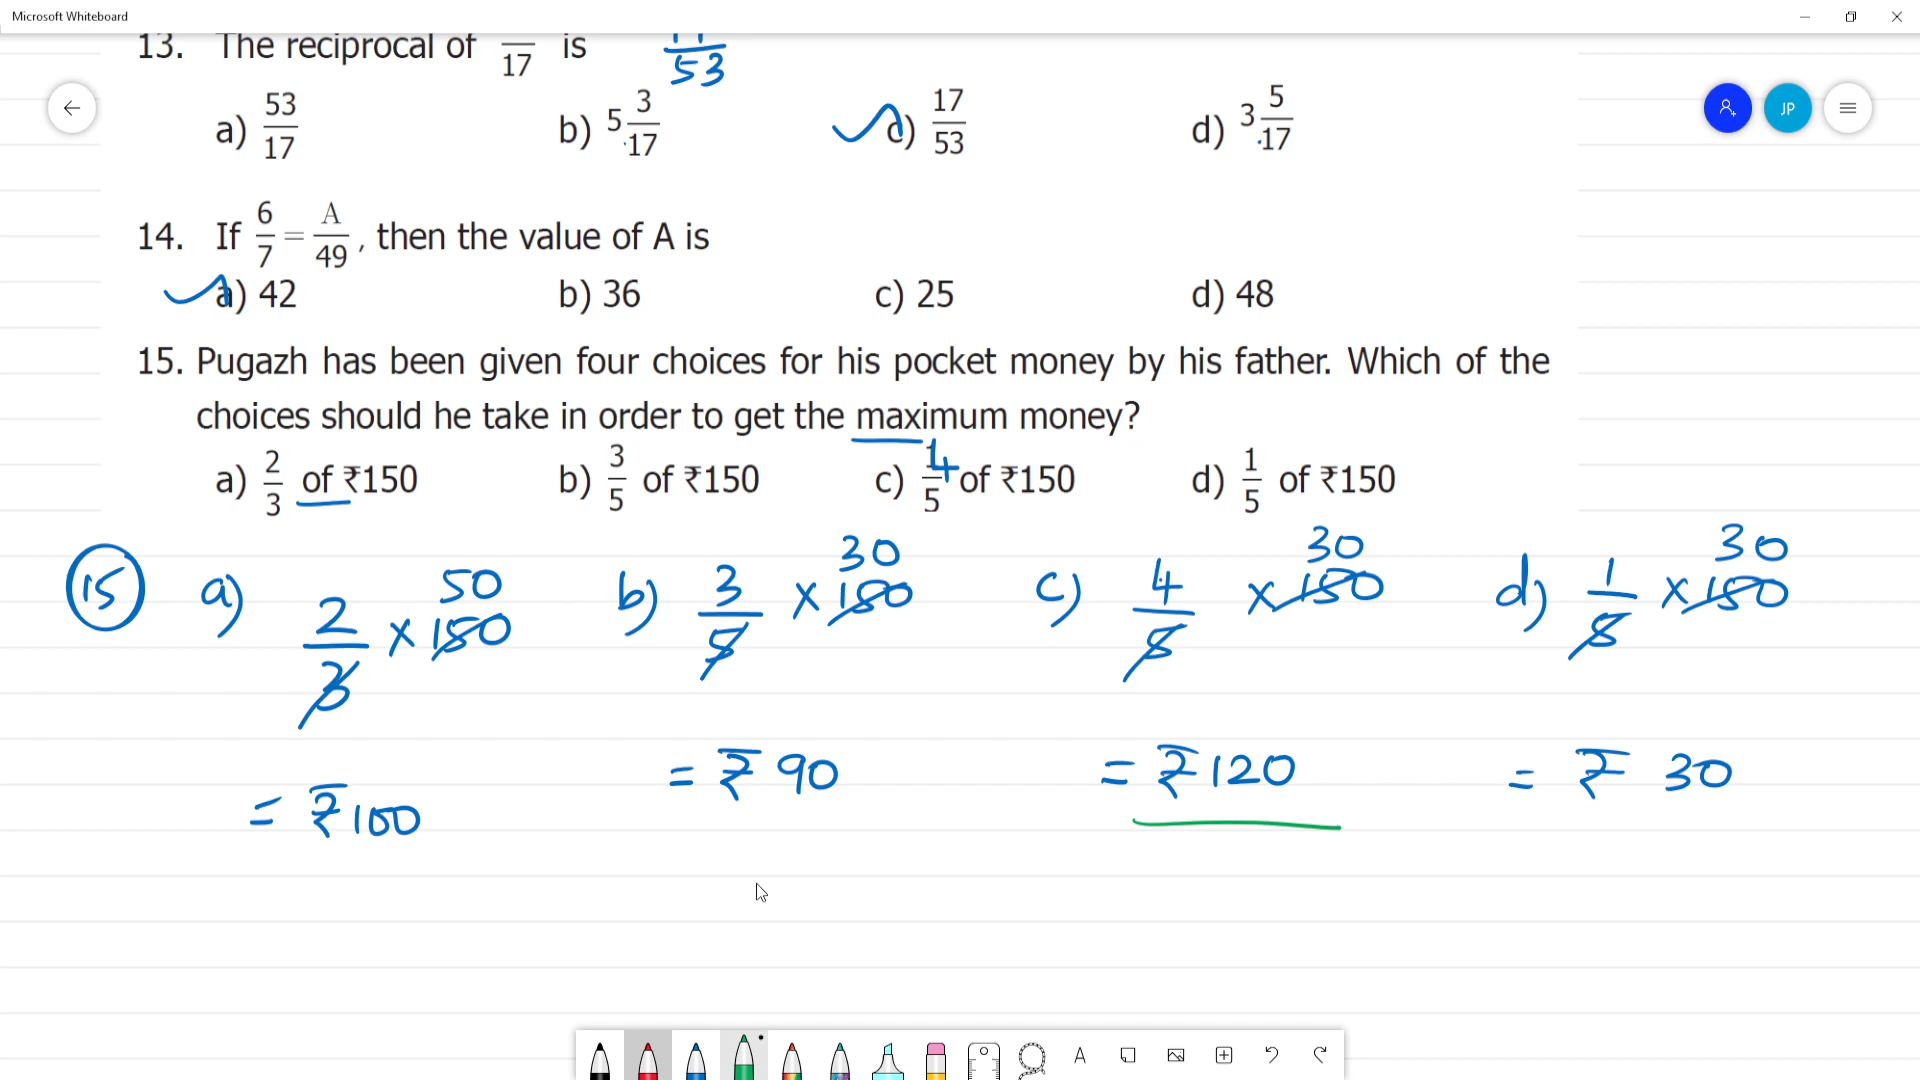 Microsoft Whiteboard
13. The reciprocal of /17 is /53
a) 53/17 b) 5 3/17 c) 17/53 d) 3 5/17
JP
14. If 6/7 = A/49, then the value of A is
a) 42 b) 36 c) 25 d) 48
15. Pugazh has been given four choices for his pocket money by his father. Which of the
choices should he take in order to get the maximum money?
a) 2/3 of ₹150 b) 3/5 of ₹150 c) 4/5 of ₹150 d) 1/5 of ₹150
50 30 30 30
15 a) 2/3 × 150 b) 3/5 × 150 c) 4/5 × 150 d) 1/5 × 150
= ₹ 100 = ₹ 90 = ₹ 120 = ₹ 30
A